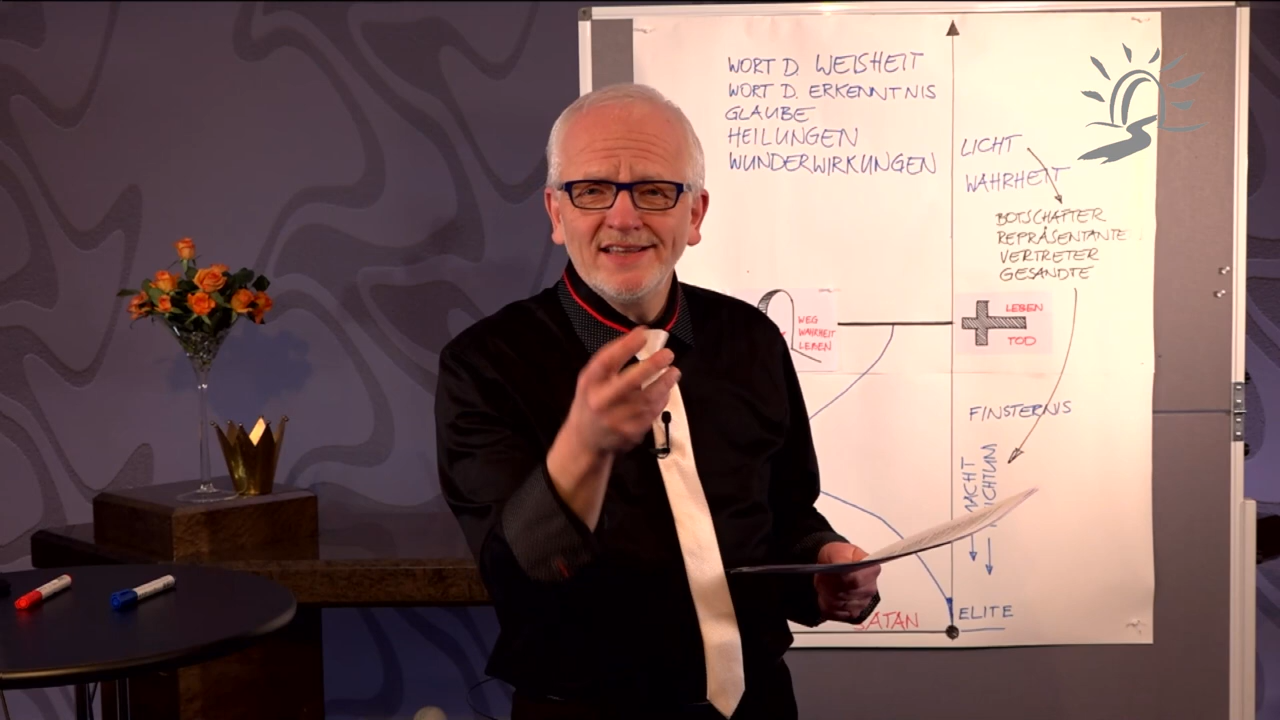 WORT D. WEISHEIT
WORT D. ERKENNTNIS
GLAUBE
HEILUNGEN
WUNDERWIRKUNGEN
LICHT
WAHRHEIT
BOTSCHAFTER
REPRÄSENTANTE
VERTRETER
GESANDTE
WEG
WAHRHEIT
LEBEN
LEBEN
TOD
FINSTERNIS
SATAN
ELITE